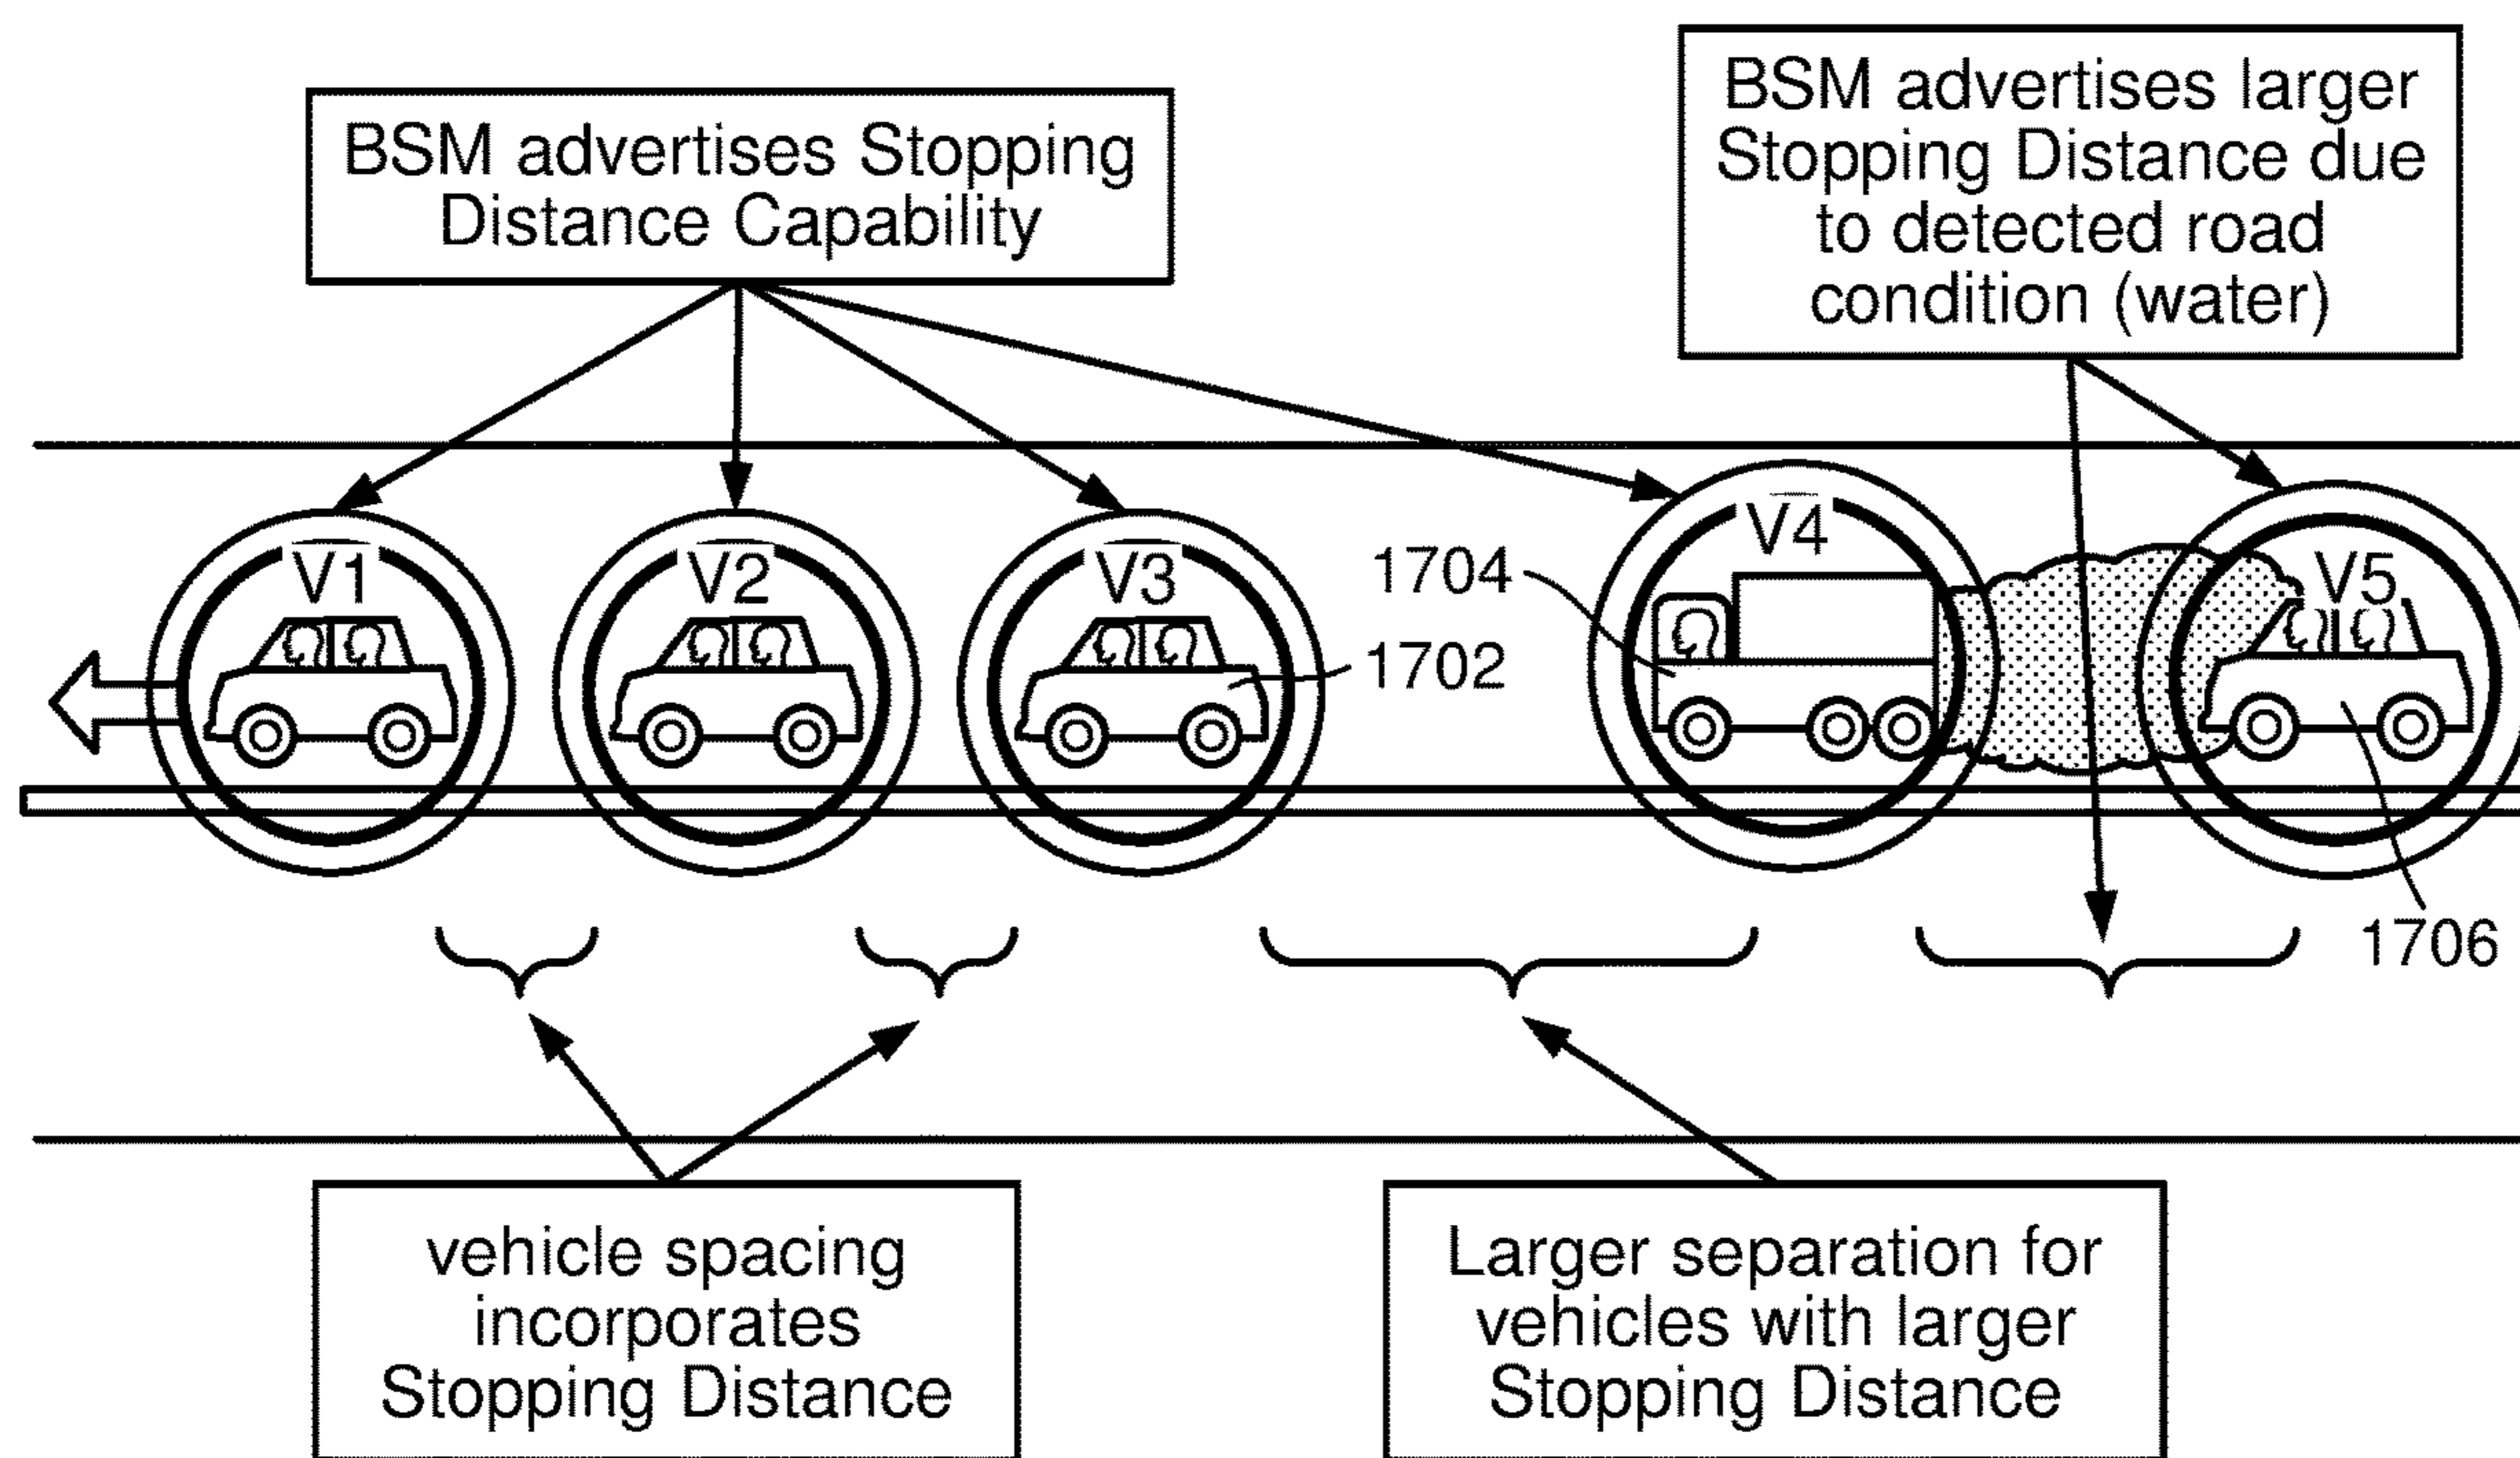 BSM advertises Stopping
Distance Capability
BSM advertises larger
Stopping Distance due
to detected road
condition (water)
V1
V2
V3
V4
V5
1704
1702
1706
vehicle spacing
incorporates
Stopping Distance
Larger separation for
vehicles with larger
Stopping Distance